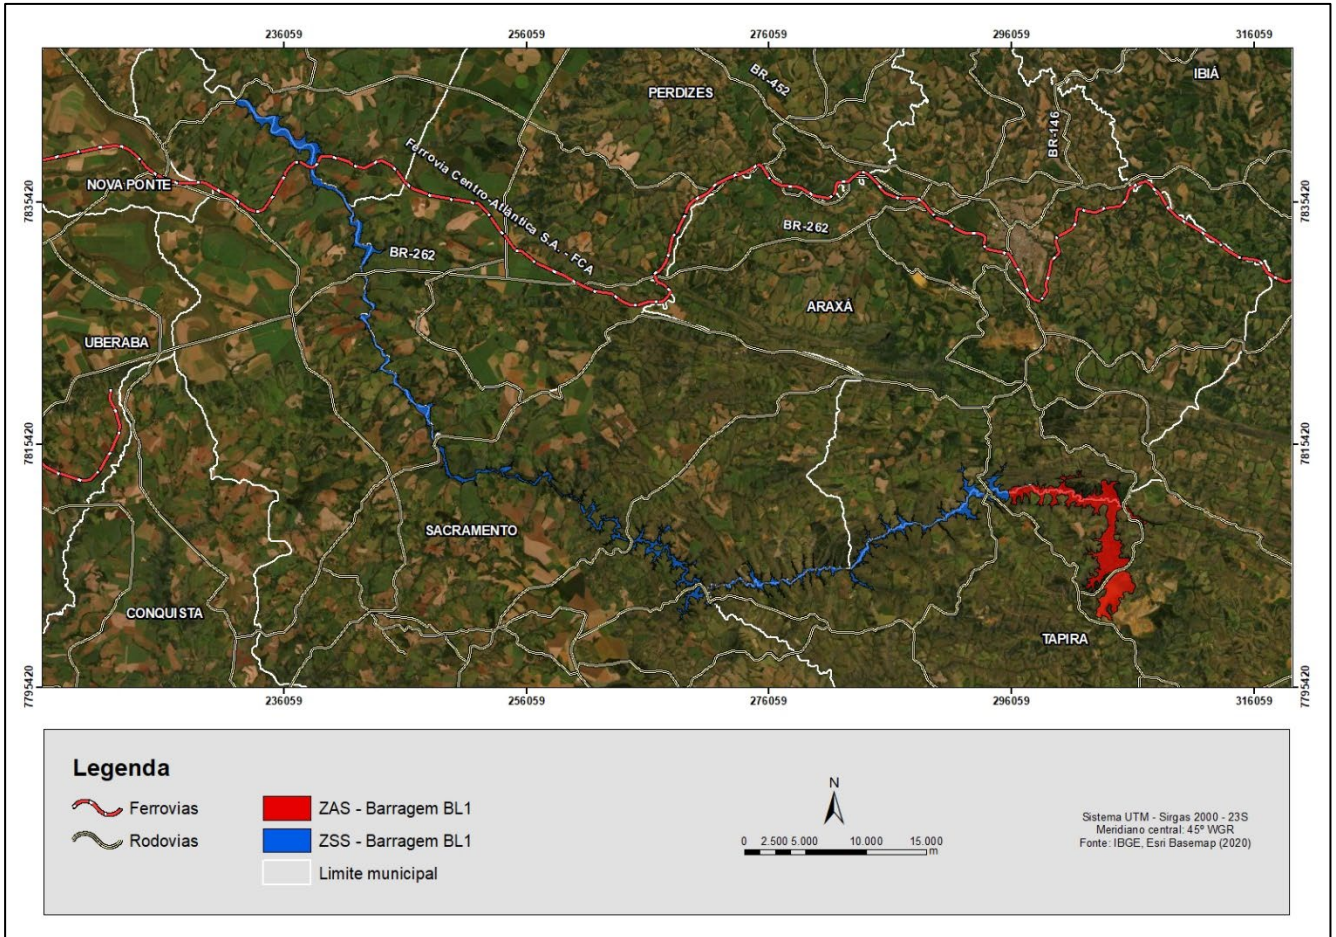 236059 256059 276059 296059 316059
IBIÁ
BR-452
PERDIZES
BR-146
Ferrovia Centro-Atlântica S.A. - FCA
NOVA PONTE
7835420 7835420
BR-262
BR-262
ARAXÁ
UBERABA
7815420 7815420
SACRAMENTO
CONQUISTA
TAPIRA
7795420 7795420
236059 256059 276059 296059 316059
Legenda
Ferrovias
Rodovias
ZAS - Barragem BL1
ZSS - Barragem BL1
Limite municipal
N
0 2.500 5.000 10.000 15.000
m
Sistema UTM - Sirgas 2000 - 23S
Meridiano central: 45º WGR
Fonte: IBGE, Esri Basemap (2020)